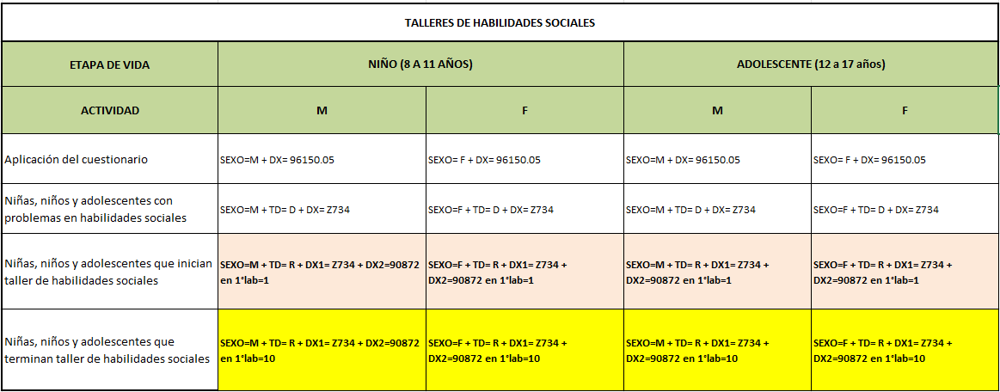 TALLERES DE HABILIDADES SOCIALES
ETAPA DE VIDA
NIÑO (8 A 11 AÑOS)
ADOLESCENTE (12 a 17 años)
ACTIVIDAD
M
F
M
F
Aplicación del cuestionario
SEXO=M + DX= 96150.05
SEXO= F + DX= 96150.05
SEXO=M + DX= 96150.05
SEXO= F + DX= 96150.05
Niñas, niños y adolescentes con
problemas en habilidades sociales
SEXO=M + TD= D + DX= Z734
SEXO=F + TD= D + DX= Z734
SEXO=M + TD= D + DX= Z734
SEXO=F + TD= D + DX= Z734
Niñas, niños y adolescentes que inician
taller de habilidades sociales
SEXO=M + TD= R + DX1= Z734 + DX2=90872
en 1°lab=1
SEXO=F + TD= R + DX1= Z734 +
DX2=90872 en 1°lab=1
SEXO=M + TD= R + DX1= Z734 +
DX2=90872 en 1°lab=1
SEXO=F + TD= R + DX1= Z734 +
DX2=90872 en 1°lab=1
Niñas, niños y adolescentes que
terminan taller de habilidades sociales
SEXO=M + TD= R + DX1= Z734 + DX2=90872
en 1°lab=10
SEXO=F + TD= R + DX1= Z734 +
DX2=90872 en 1°lab=10
SEXO=M + TD= R + DX1= Z734 +
DX2=90872 en 1°lab=10
SEXO=F + TD= R + DX1= Z734 +
DX2=90872 en 1°lab=10